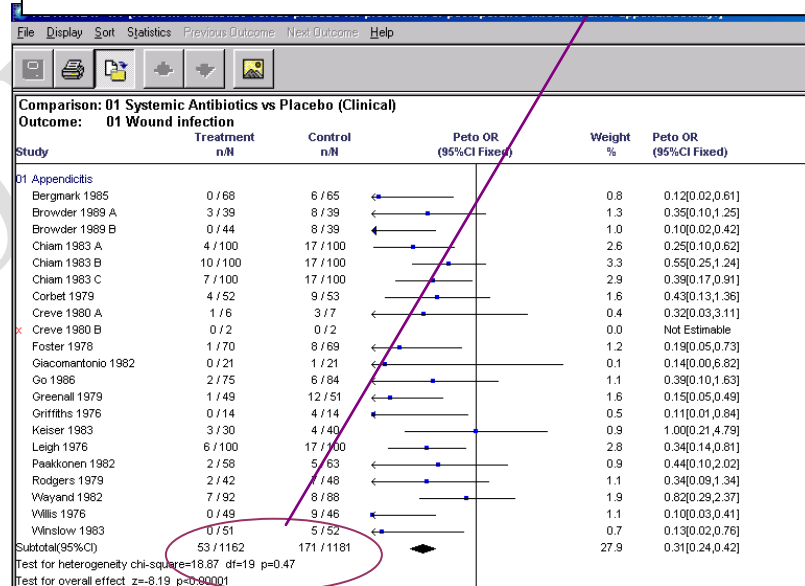 File Display Sort Statistics Previous Outcome Next Outcome Help
Comparison: 01 Systemic Antibiotics vs Placebo (Clinical)
Outcome: 01 Wound infection
Treatment Control Peto OR Weight Peto OR
Study n/N n/N (95%CI Fixed) % (95%CI Fixed)
01 Appendicitis
Bergmark 1985 0 / 68 6 / 65 0.8 0.12[0.02,0.61]
Browder 1989 A 3 / 39 8 / 39 1.3 0.35[0.10,1.25]
Browder 1989 B 0 / 44 8 / 39 1.0 0.10[0.02,0.42]
Chiam 1983 A 4 / 100 17 / 100 2.6 0.25[0.10,0.62]
Chiam 1983 B 10 / 100 17 / 100 3.3 0.55[0.25,1.24]
Chiam 1983 C 7 / 100 17 / 100 2.9 0.39[0.17,0.91]
Corbet 1979 4 / 52 9 / 53 1.6 0.43[0.13,1.36]
Creve 1980 A 1 / 6 3 / 7 0.4 0.32[0.03,3.11]
x Creve 1980 B 0 / 2 0 / 2 0.0 Not Estimable
Foster 1978 1 / 70 8 / 69 1.2 0.19[0.05,0.73]
Giacomantonio 1982 0 / 21 1 / 21 0.1 0.14[0.00,6.82]
Go 1986 2 / 75 6 / 84 1.1 0.39[0.10,1.63]
Greenall 1979 1 / 49 12 / 51 1.6 0.15[0.05,0.49]
Griffiths 1976 0 / 14 4 / 14 0.5 0.11[0.01,0.84]
Keiser 1983 3 / 30 4 / 40 0.9 1.00[0.21,4.79]
Leigh 1976 6 / 100 17 / 100 2.8 0.34[0.14,0.81]
Paakkonen 1982 2 / 58 5 / 63 0.9 0.44[0.10,2.02]
Rodgers 1979 2 / 42 7 / 48 1.1 0.34[0.09,1.34]
Wayand 1982 7 / 92 8 / 88 1.9 0.82[0.29,2.37]
Willis 1976 0 / 49 9 / 46 1.1 0.10[0.03,0.41]
Winslow 1983 0 / 51 5 / 52 0.7 0.13[0.02,0.76]
Subtotal(95%CI) 53 / 1162 171 / 1181 27.9 0.31[0.24,0.42]
Test for heterogeneity chi-square=18.87 df=19 p=0.47
Test for overall effect z=-8.19 p<0.00001